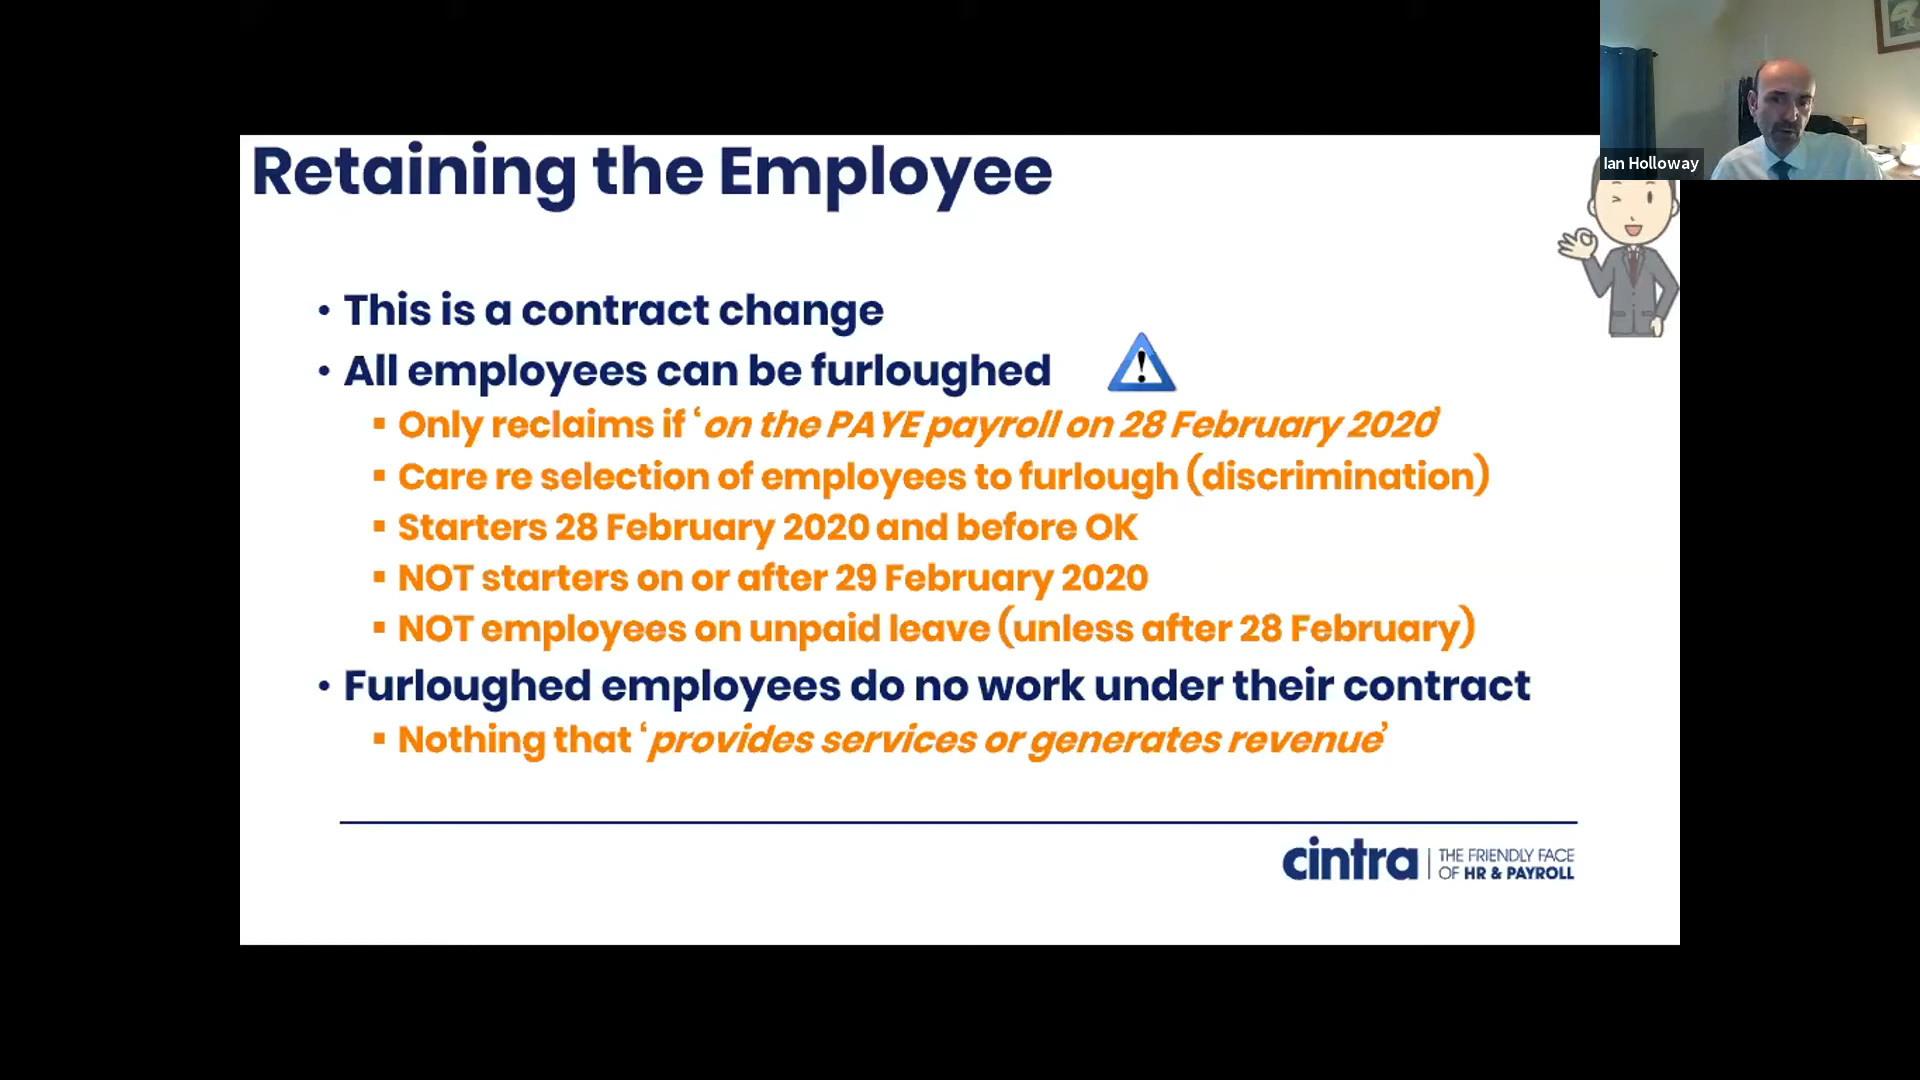 Retaining the Employee
Ian Holloway
• This is a contract change
• All employees can be furloughed
▪ Only reclaims if ‘on the PAYE payroll on 28 February 2020’
▪ Care re selection of employees to furlough (discrimination)
▪ Starters 28 February 2020 and before OK
▪ NOT starters on or after 29 February 2020
▪ NOT employees on unpaid leave (unless after 28 February)
• Furloughed employees do no work under their contract
▪ Nothing that ‘provides services or generates revenue’
cintra
THE FRIENDLY FACE
OF HR & PAYROLL